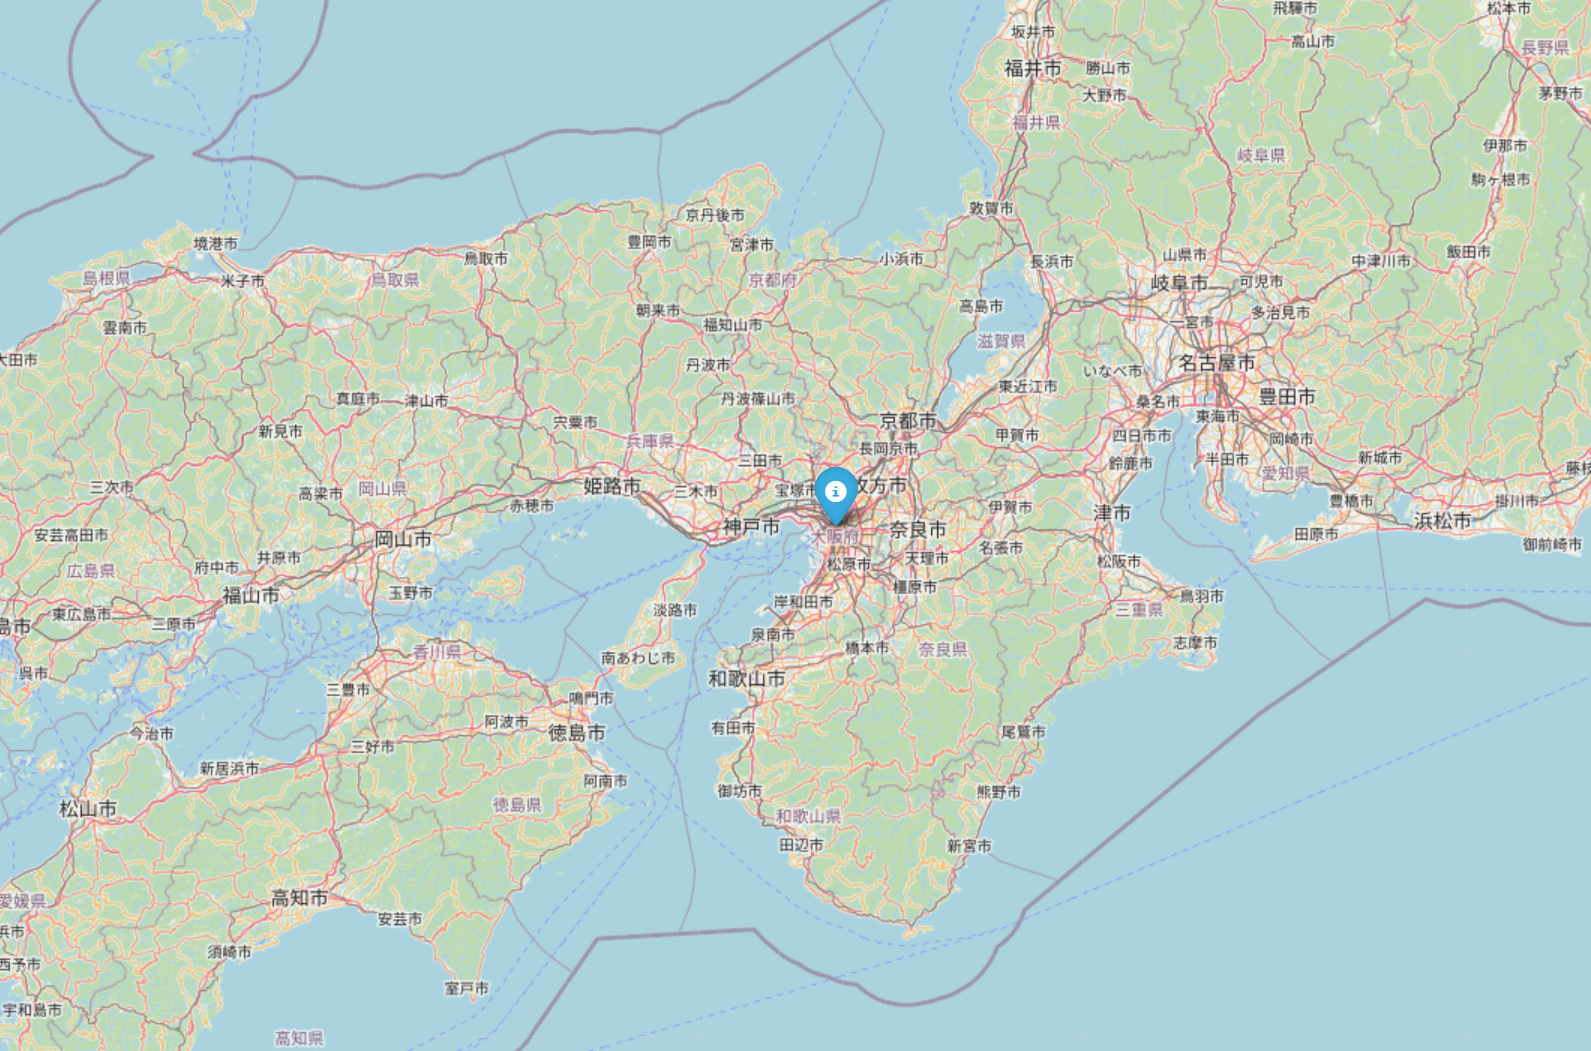 飛騨市
松本市
坂井市
高山市
長野県
福井市
勝山市
茅野市
大野市
福井県
伊那市
岐阜県
駒ヶ根市
敦賀市
京丹後市
境港市
豊岡市
宮津市
小浜市
長浜市
山県市
中津川市
飯田市
鳥取市
島根県
米子市
鳥取県
京都府
岐阜市
可児市
高島市
朝来市
多治見市
雲南市
福知山市
一宮市
滋賀県
大田市
丹波市
名古屋市
いなべ市
東近江市
豊田市
真庭市
津山市
丹波篠山市
桑名市
東海市
宍粟市
京都市
新見市
甲賀市
四日市市
岡崎市
兵庫県
長岡京市
三田市
鈴鹿市
半田市
新城市
愛知県
藤枝
三次市
岡山県
姫路市
枚方市
高梁市
三木市
宝塚市
赤穂市
伊賀市
豊橋市
掛川市
津市
浜松市
安芸高田市
岡山市
神戸市
奈良市
大阪府
田原市
御前崎市
名張市
井原市
府中市
天理市
松阪市
松原市
広島県
福山市
玉野市
橿原市
鳥羽市
岸和田市
淡路市
三重県
東広島市
三原市
島市
泉南市
志摩市
香川県
南あわじ市
橋本市
奈良県
呉市
和歌山市
三豊市
鳴門市
阿波市
有田市
尾鷲市
今治市
徳島市
三好市
新居浜市
阿南市
御坊市
熊野市
松山市
徳島県
和歌山県
田辺市
新宮市
高知市
愛媛県
安芸市
浜市
須崎市
西予市
室戸市
宇和島市
高知県